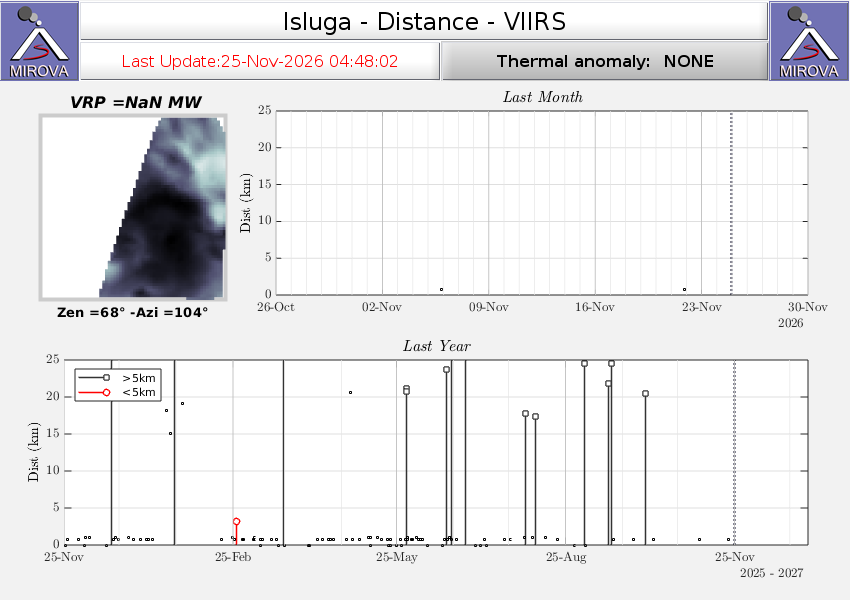 Isluga - Distance - VIIRS
MIROVA
Last Update:25-Nov-2026 04:48:02
Thermal anomaly: NONE
MIROVA
VRP =NaN MW
Zen =68° -Azi =104°
Last Month
Dist (km)
25
20
15
10
5
0
26-Oct 02-Nov 09-Nov 16-Nov 23-Nov 30-Nov
2026
Last Year
Dist (km)
25
20
15
10
5
0
>5km
<5km
25-Nov 25-Feb 25-May 25-Aug 25-Nov
2025 - 2027